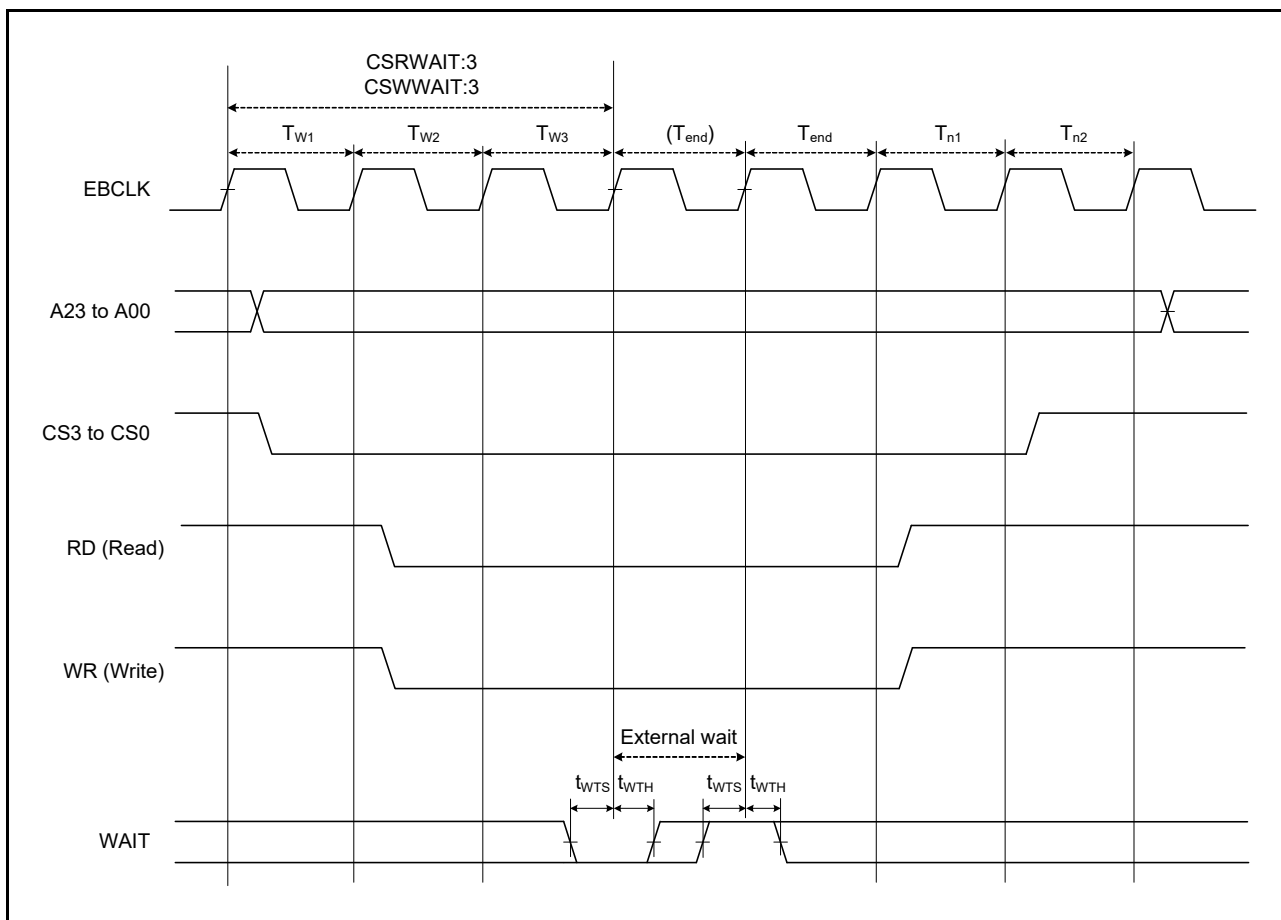 CSRWAIT:3
CSWWAIT:3
TW1 TW2 TW3 (Tend) Tend Tn1 Tn2
EBCLK
A23 to A00
CS3 to CS0
RD (Read)
WR (Write)
External wait
tWTS tWTH tWTS tWTH
WAIT